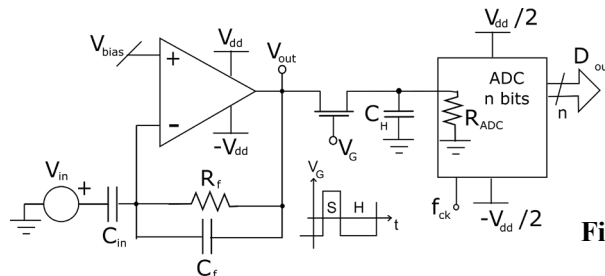 V_dd/2
V_bias
+
V_dd
V_out
-
-V_dd
ADC
n bits
D_ou
n
C_H
R_ADC
V_G
V_in
+
C_in
R_f
C_f
V_G
S H
t
f_ck
-V_dd/2
Fi